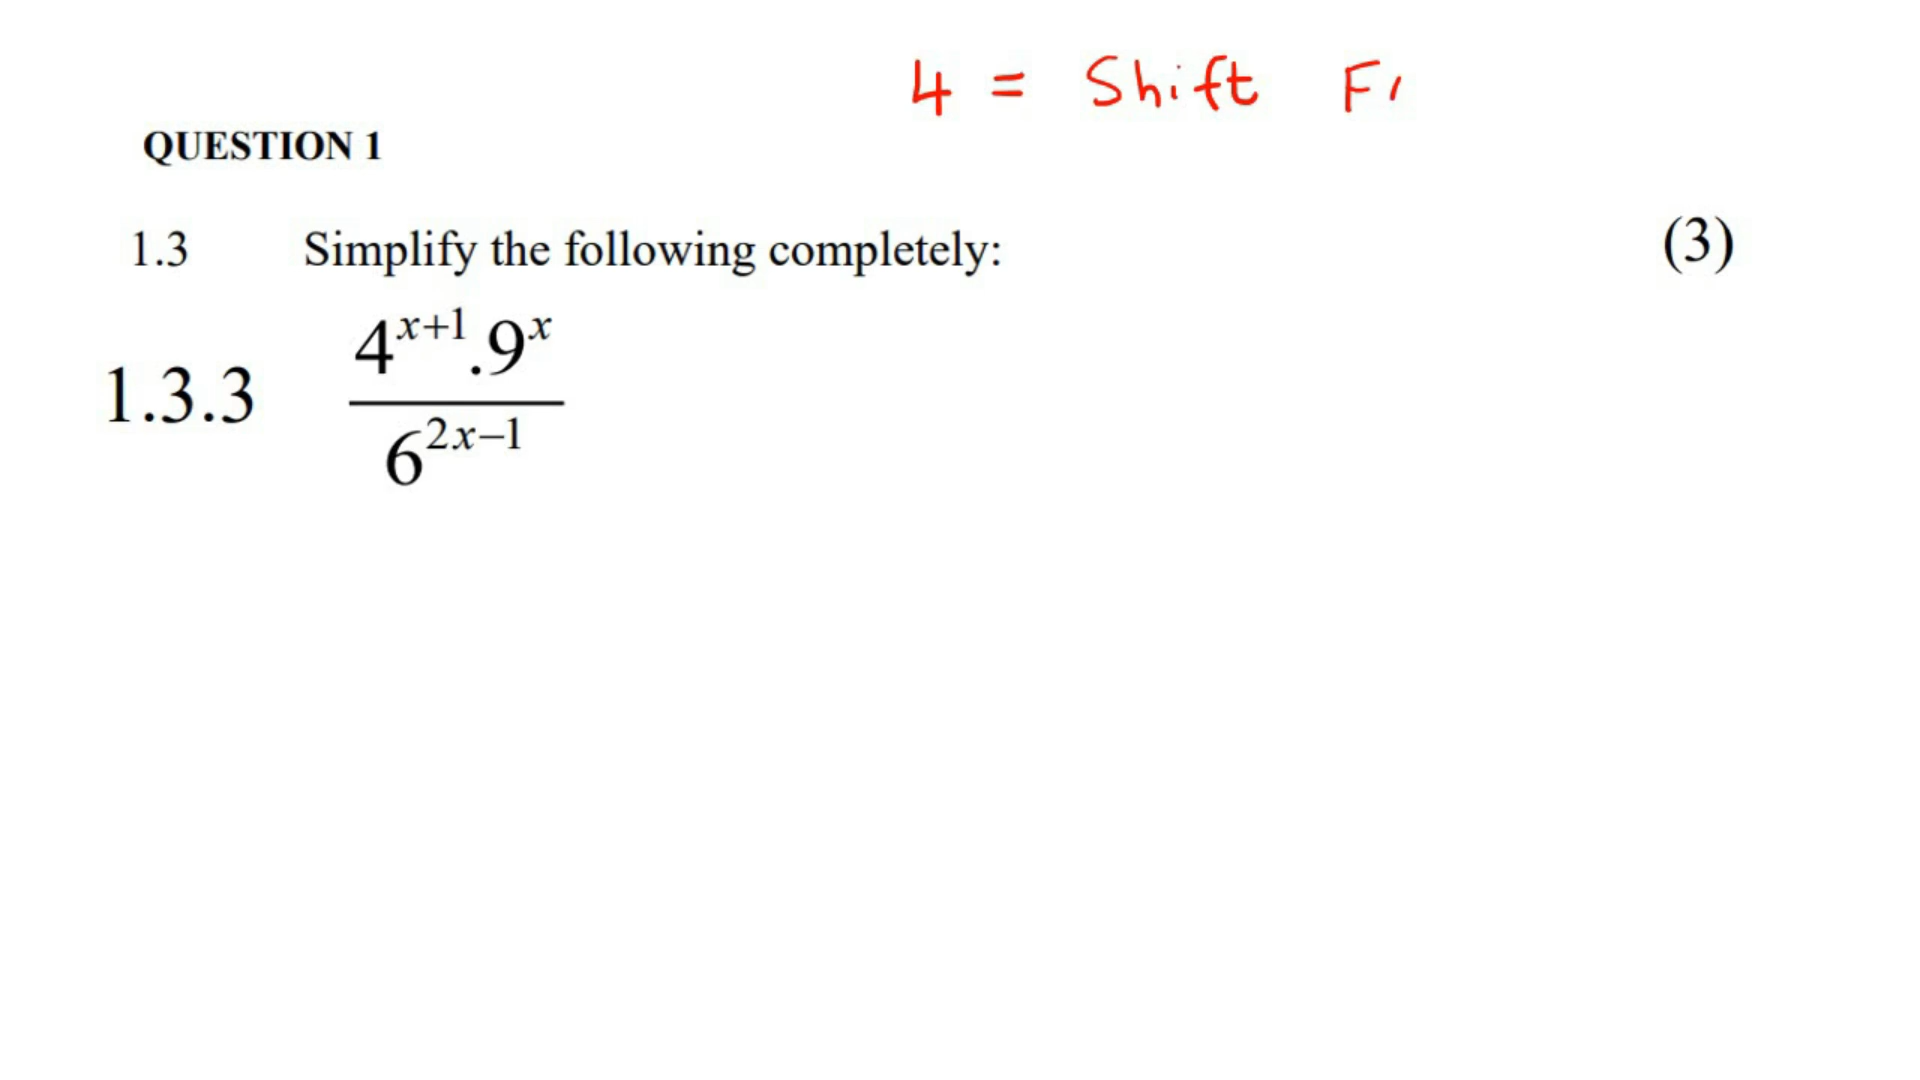 4 = Shift F
QUESTION 1
1.3 Simplify the following completely: (3)
1.3.3 \frac{4^{x+1}.9^{x}}{6^{2x-1}}